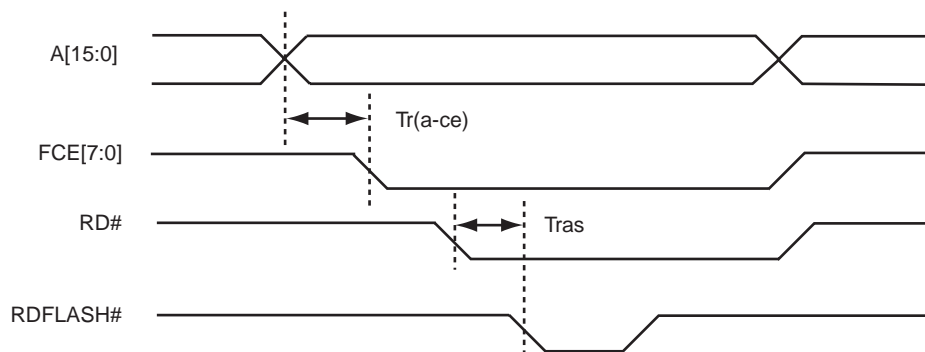 A[15:0]
Tr(a-ce)
FCE[7:0]
RD#
Tras
RDFLASH#